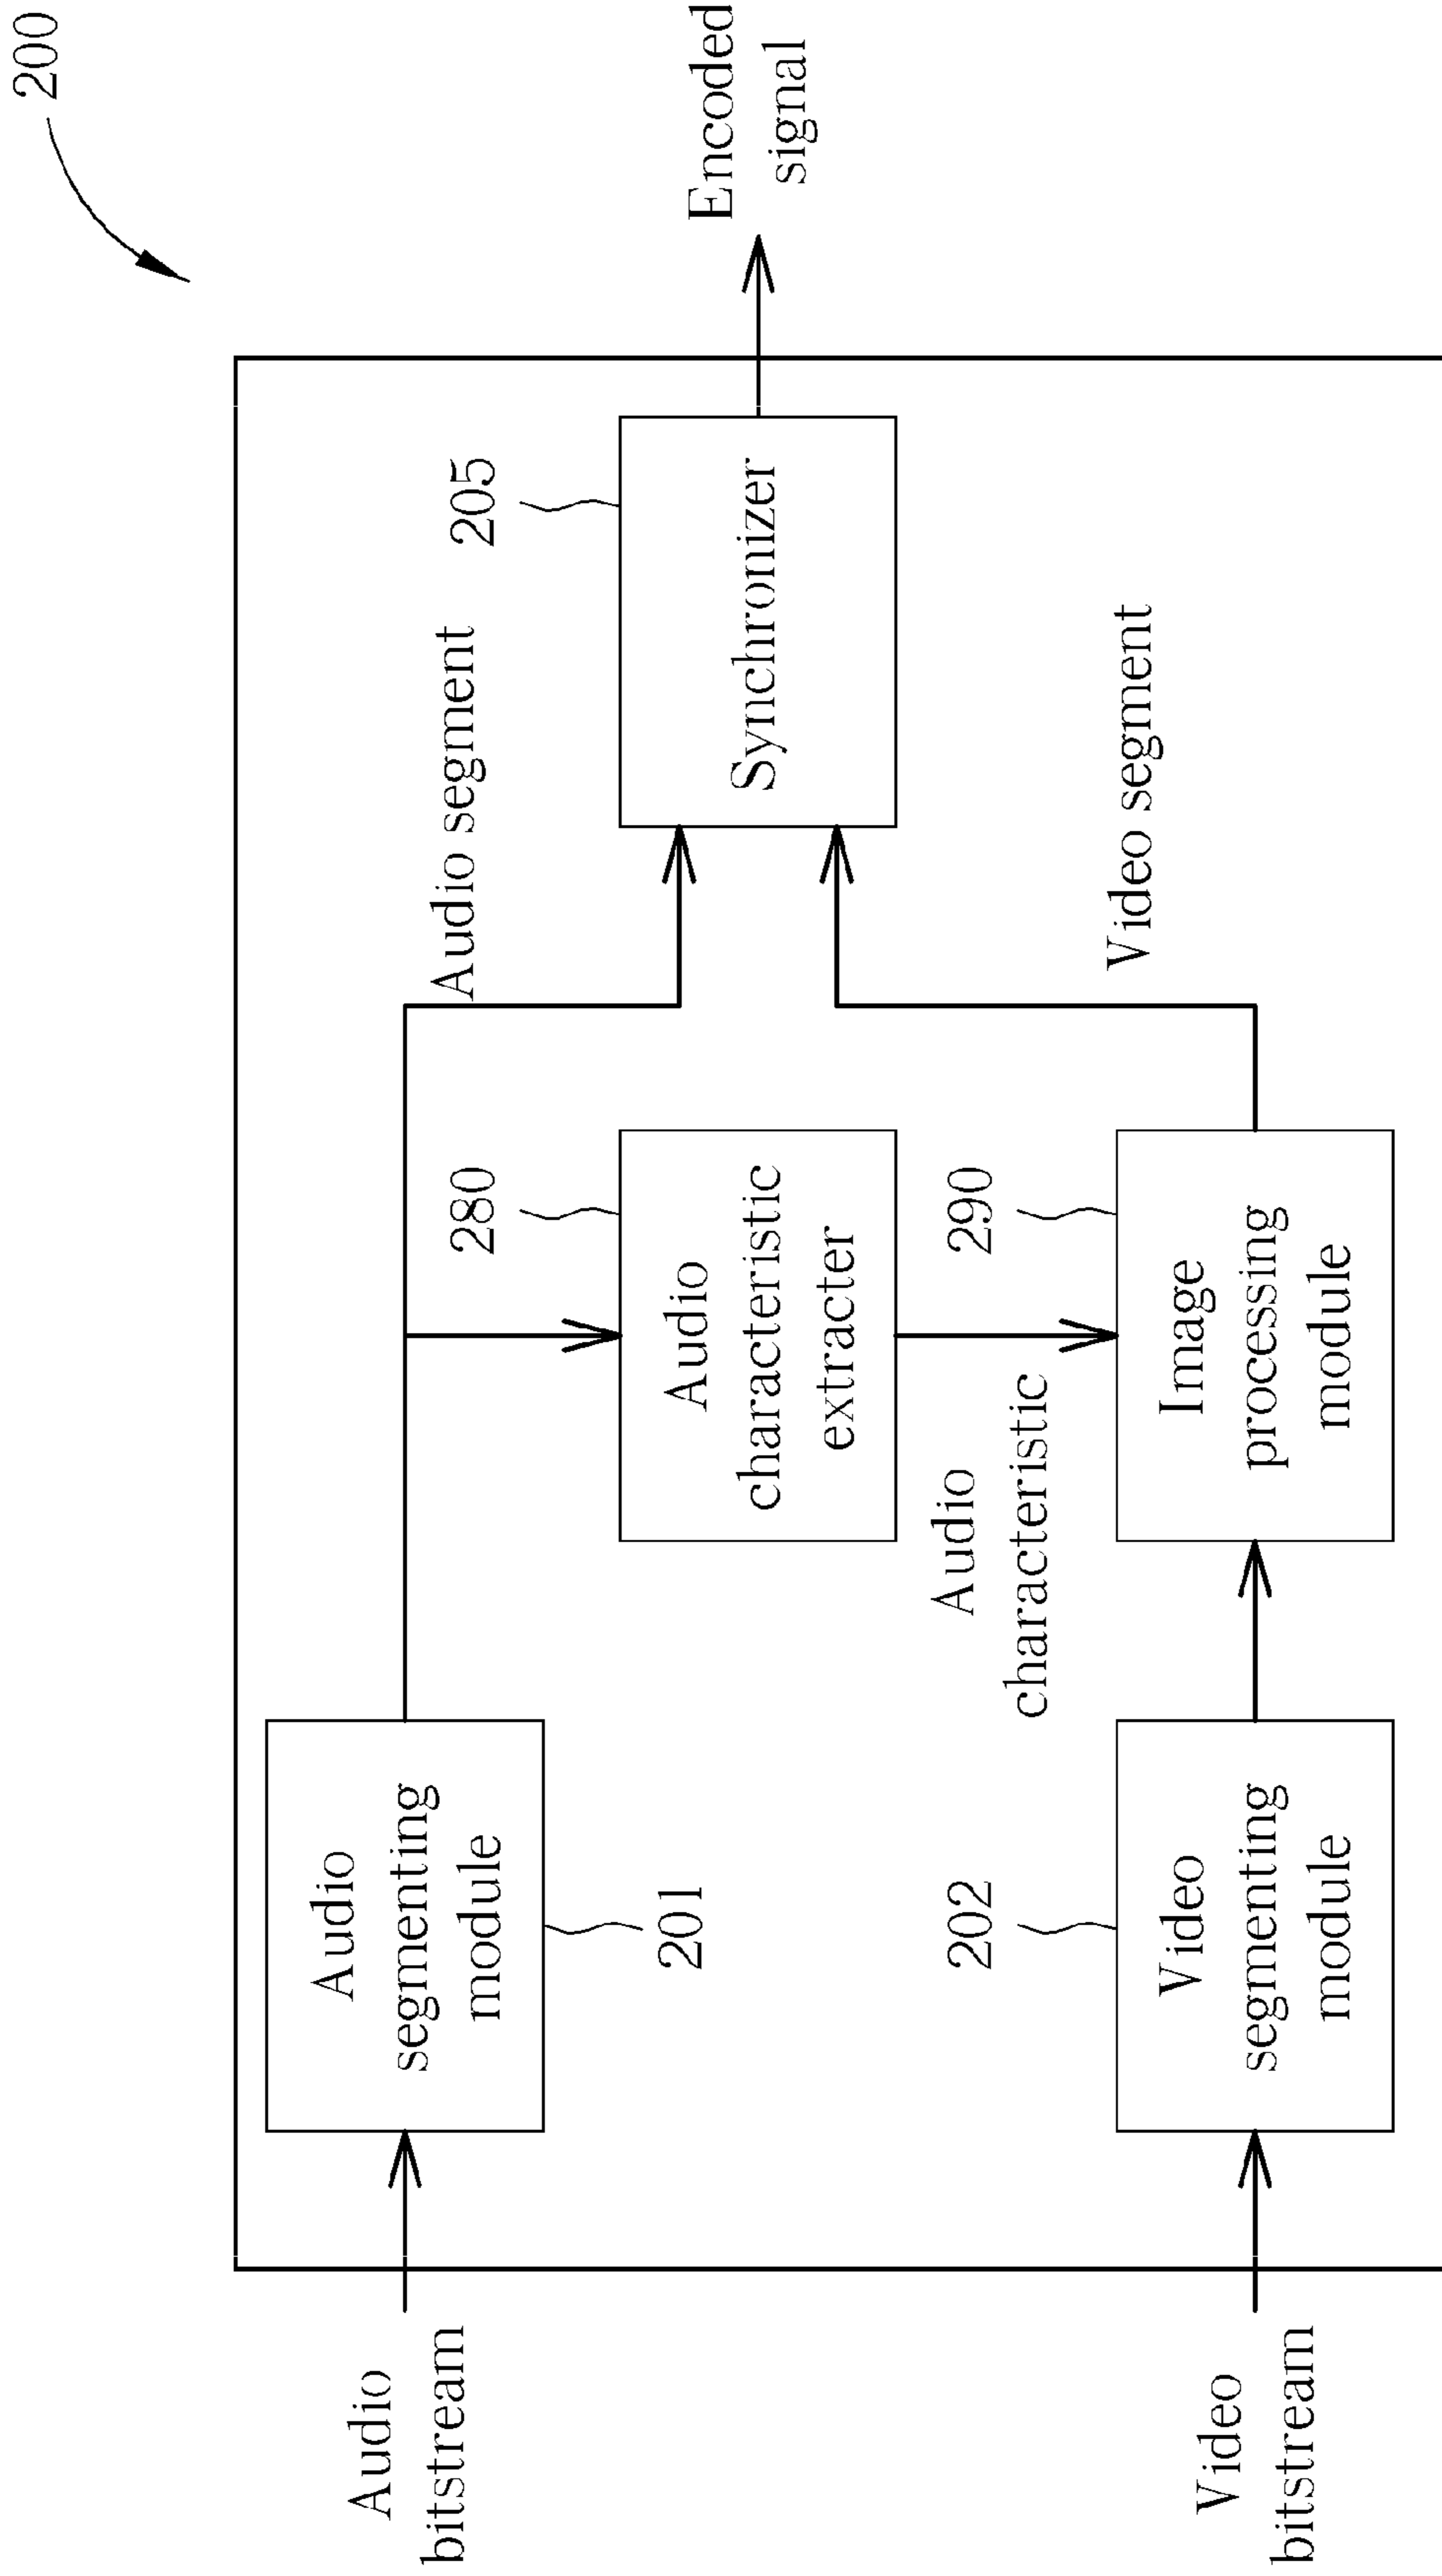 200
Audio
bitstream
Audio
segmenting
module
201
Audio segment
280
Audio
characteristic
extracter
Audio
characteristic
205
Synchronizer
Encoded
signal
Video
bitstream
202
Video
segmenting
module
290
Image
processing
module
Video segment